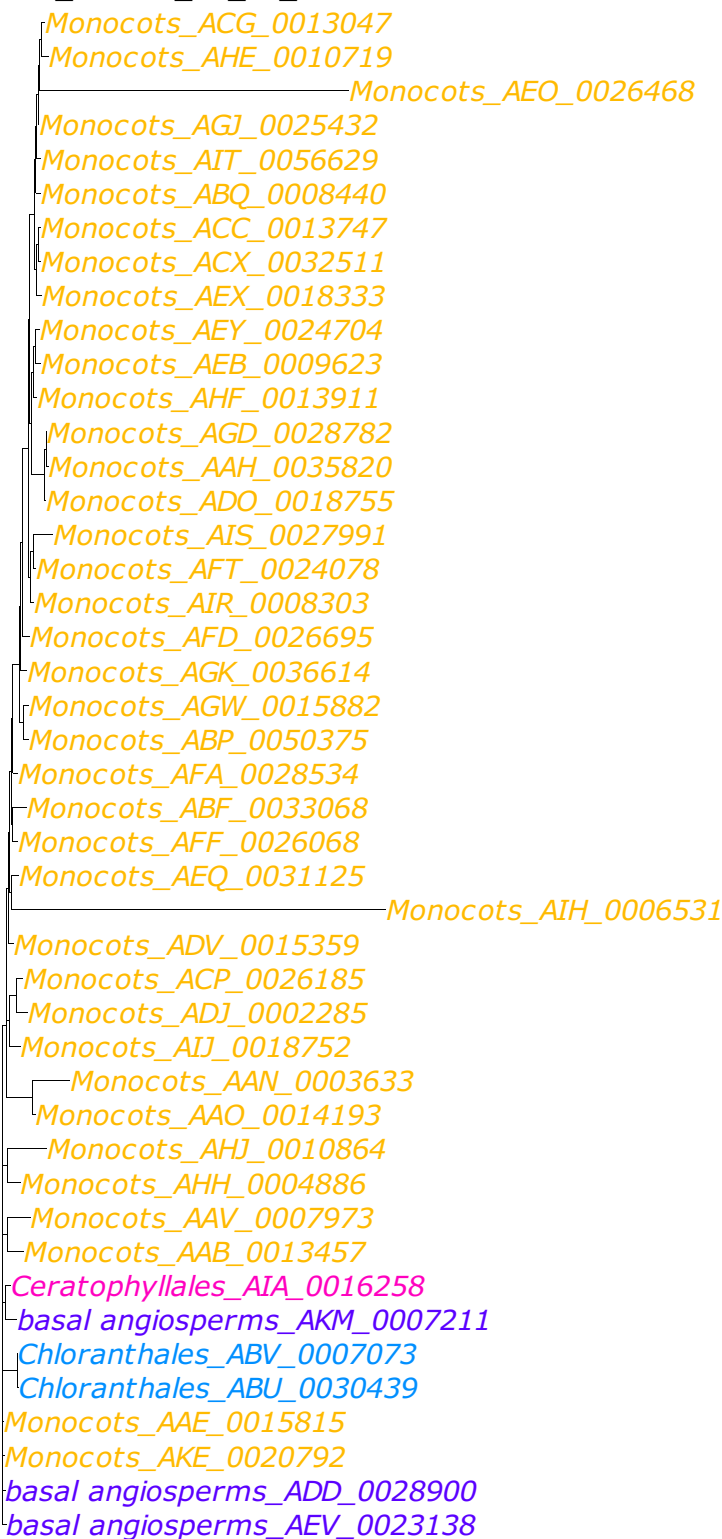 Monocots_ACG_0013047
Monocots_AHE_0010719
Monocots_AEO_0026468
Monocots_AGJ_0025432
Monocots_AIT_0056629
Monocots_ABQ_0008440
Monocots_ACC_0013747
Monocots_ACX_0032511
Monocots_AEX_0018333
Monocots_AEY_0024704
Monocots_AEB_0009623
Monocots_AHF_0013911
Monocots_AGD_0028782
Monocots_AAH_0035820
Monocots_ADO_0018755
Monocots_AIS_0027991
Monocots_AFT_0024078
Monocots_AIR_0008303
Monocots_AFD_0026695
Monocots_AGK_0036614
Monocots_AGW_0015882
Monocots_ABP_0050375
Monocots_AFA_0028534
Monocots_ABF_0033068
Monocots_AFF_0026068
Monocots_AEQ_0031125
Monocots_AIH_0006531
Monocots_ADV_0015359
Monocots_ACP_0026185
Monocots_ADJ_0002285
Monocots_AIJ_0018752
Monocots_AAN_0003633
Monocots_AAO_0014193
Monocots_AHJ_0010864
Monocots_AHH_0004886
Monocots_AAV_0007973
Monocots_AAB_0013457
Ceratophyllales_AIA_0016258
basal angiosperms_AKM_0007211
Chloranthales_ABV_0007073
Chloranthales_ABU_0030439
Monocots_AAE_0015815
Monocots_AKE_0020792
basal angiosperms_ADD_0028900
basal angiosperms_AEV_0023138